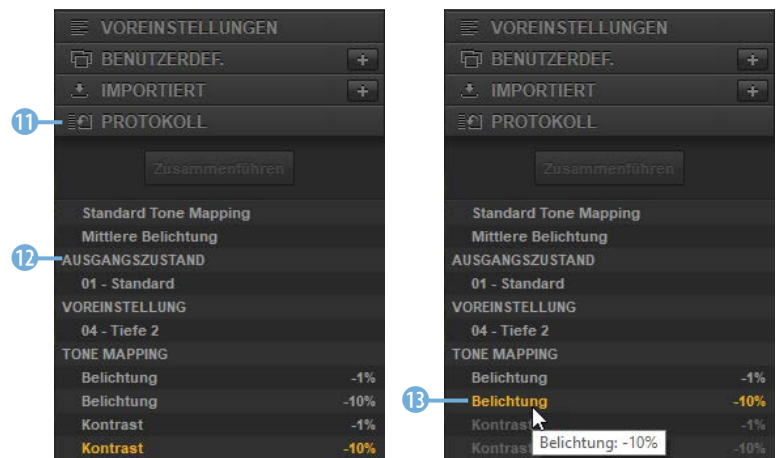 VOREINSTELLUNGEN
BENUTZERDEF. +
IMPORTIERT +
11 PROTOKOLL
Zusammenführen
Standard Tone Mapping
Mittlere Belichtung
12 AUSGANGSZUSTAND
01 - Standard
VOREINSTELLUNG
04 - Tiefe 2
TONE MAPPING
Belichtung -1%
Belichtung -10%
Kontrast -1%
Kontrast -10%
VOREINSTELLUNGEN
BENUTZERDEF. +
IMPORTIERT +
PROTOKOLL
Zusammenführen
Standard Tone Mapping
Mittlere Belichtung
AUSGANGSZUSTAND
01 - Standard
VOREINSTELLUNG
04 - Tiefe 2
TONE MAPPING
Belichtung -1%
13 Belichtung -10%
Kontrast -1%
Kontrast -10%
Belichtung: -10%